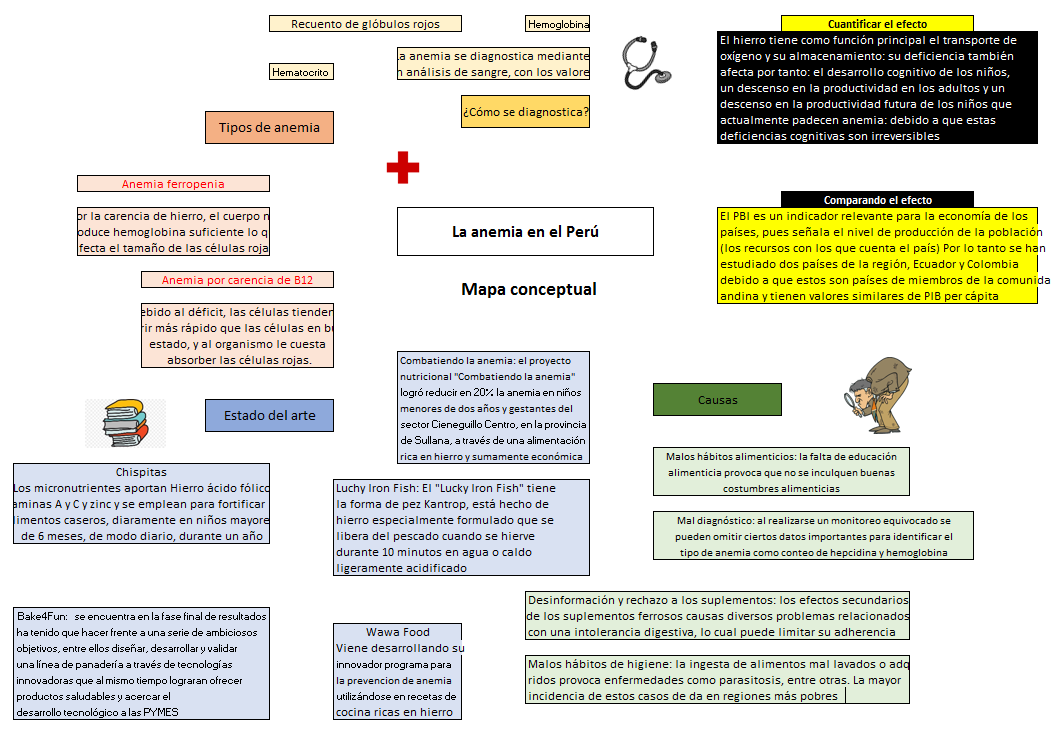 Recuento de glóbulos rojos
Hemoglobina
Hematocrito
a anemia se diagnostica mediante
n análisis de sangre, con los valore
¿Cómo se diagnostica?
Cuantificar el efecto
El hierro tiene como función principal el transporte de
oxígeno y su almacenamiento: su deficiencia también
afecta por tanto: el desarrollo cognitivo de los niños,
un descenso en la productividad en los adultos y un
descenso en la productividad futura de los niños que
actualmente padecen anemia: debido a que estas
deficiencias cognitivas son irreversibles
Tipos de anemia
Anemia ferropenia
or la carencia de hierro, el cuerpo n
oduce hemoglobina suficiente lo q
fecta el tamaño de las células roja
Anemia por carencia de B12
ebido al déficit, las células tienden
rir más rápido que las células en bu
estado, y al organismo le cuesta
absorber las células rojas.
La anemia en el Perú
Mapa conceptual
Comparando el efecto
El PBI es un indicador relevante para la economía de los
países, pues señala el nivel de producción de la población
(los recursos con los que cuenta el país) Por lo tanto se han
estudiado dos países de la región, Ecuador y Colombia
debido a que estos son países de miembros de la comunida
andina y tienen valores similares de PIB per cápita
Estado del arte
Combatiendo la anemia: el proyecto
nutricional "Combatiendo la anemia"
logró reducir en 20% la anemia en niños
menores de dos años y gestantes del
sector Cieneguillo Centro, en la provincia
de Sullana, a través de una alimentación
rica en hierro y sumamente económica
Causas
Chispitas
Los micronutrientes aportan Hierro ácido fólico
aminas A y C y zinc y se emplean para fortificar
limentos caseros, diaramente en niños mayore
de 6 meses, de modo diario, durante un año
Luchy Iron Fish: El "Lucky Iron Fish" tiene
la forma de pez Kantrop, está hecho de
hierro especialmente formulado que se
libera del pescado cuando se hierve
durante 10 minutos en agua o caldo
ligeramente acidificado
Malos hábitos alimenticios: la falta de educación
alimenticia provoca que no se inculquen buenas
costumbres alimenticias
Mal diagnóstico: al realizarse un monitoreo equivocado se
pueden omitir ciertos datos importantes para identificar el
tipo de anemia como conteo de hepcidina y hemoglobina
Bake4Fun: se encuentra en la fase final de resultados
ha tenido que hacer frente a una serie de ambiciosos
objetivos, entre ellos diseñar, desarrollar y validar
una línea de panadería a través de tecnologías
innovadoras que al mismo tiempo lograran ofrecer
productos saludables y acercar el
desarrollo tecnológico a las PYMES
Wawa Food
Viene desarrollando su
innovador programa para
la prevencion de anemia
utilizándose en recetas de
cocina ricas en hierro
Desinformación y rechazo a los suplementos: los efectos secundarios
de los suplementos ferrosos causas diversos problemas relacionados
con una intolerancia digestiva, lo cual puede limitar su adherencia
Malos hábitos de higiene: la ingesta de alimentos mal lavados o adq
ridos provoca enfermedades como parasitosis, entre otras. La mayor
incidencia de estos casos de da en regiones más pobres